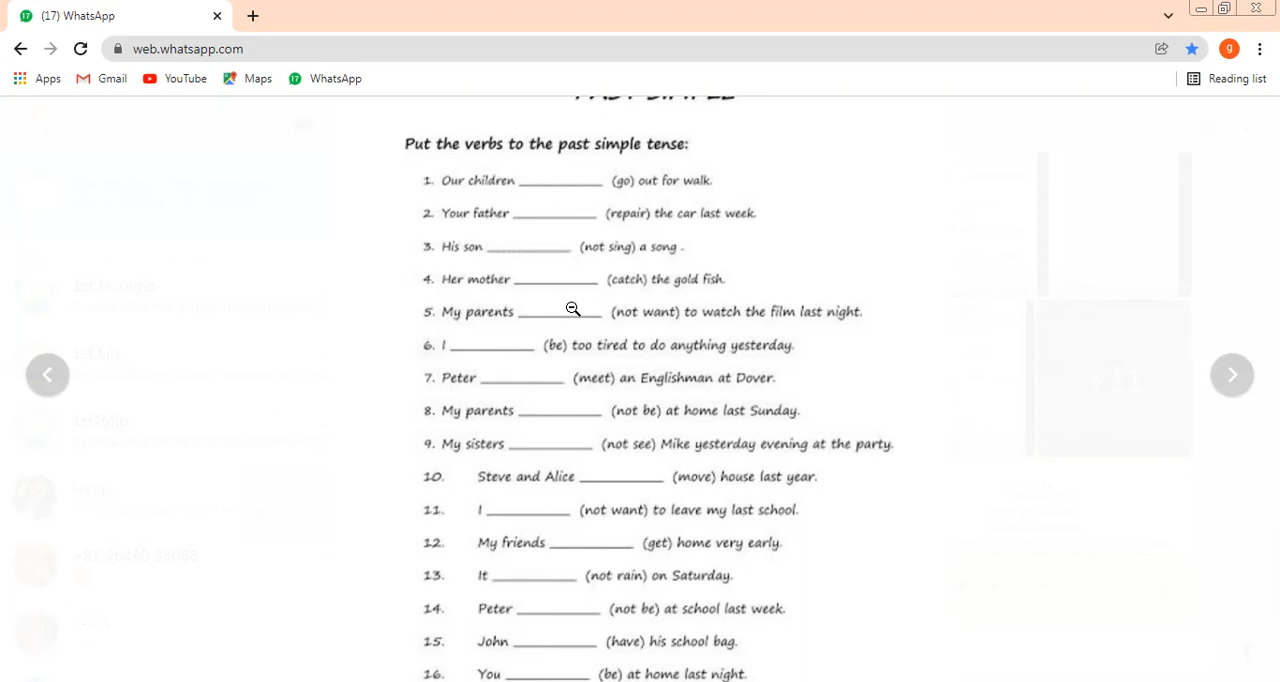 (17) WhatsApp
web.whatsapp.com
g
Apps Gmail YouTube Maps WhatsApp Reading list
PAST SIMPLE
Put the verbs to the past simple tense:
1. Our children __________ (go) out for walk.
2. Your father __________ (repair) the car last week.
3. His son __________ (not sing) a song .
4. Her mother __________ (catch) the gold fish.
5. My parents __________ (not want) to watch the film last night.
6. I __________ (be) too tired to do anything yesterday.
7. Peter __________ (meet) an Englishman at Dover.
8. My parents __________ (not be) at home last Sunday.
9. My sisters __________ (not see) Mike yesterday evening at the party.
10. Steve and Alice __________ (move) house last year.
11. I __________ (not want) to leave my last school.
12. My friends __________ (get) home very early.
13. It __________ (not rain) on Saturday.
14. Peter __________ (not be) at school last week.
15. John __________ (have) his school bag.
16. You __________ (be) at home last night.
1st Jasmine
1stTulip
+11